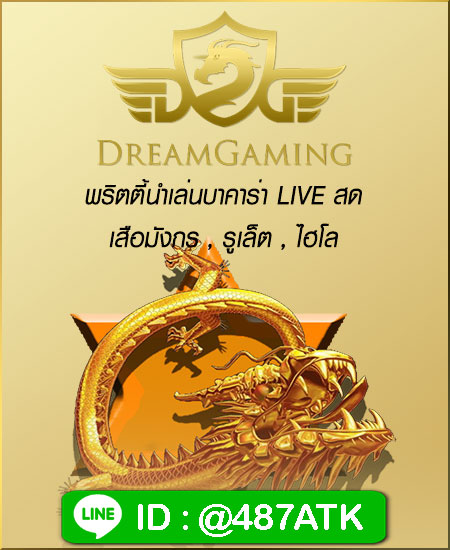 DG
DREAMGAMING
พริตตี้นำเล่นบาคาร่า LIVE สด
เสือมังกร , รูเล็ต , ไฮโล
LINE ID : @487ATK